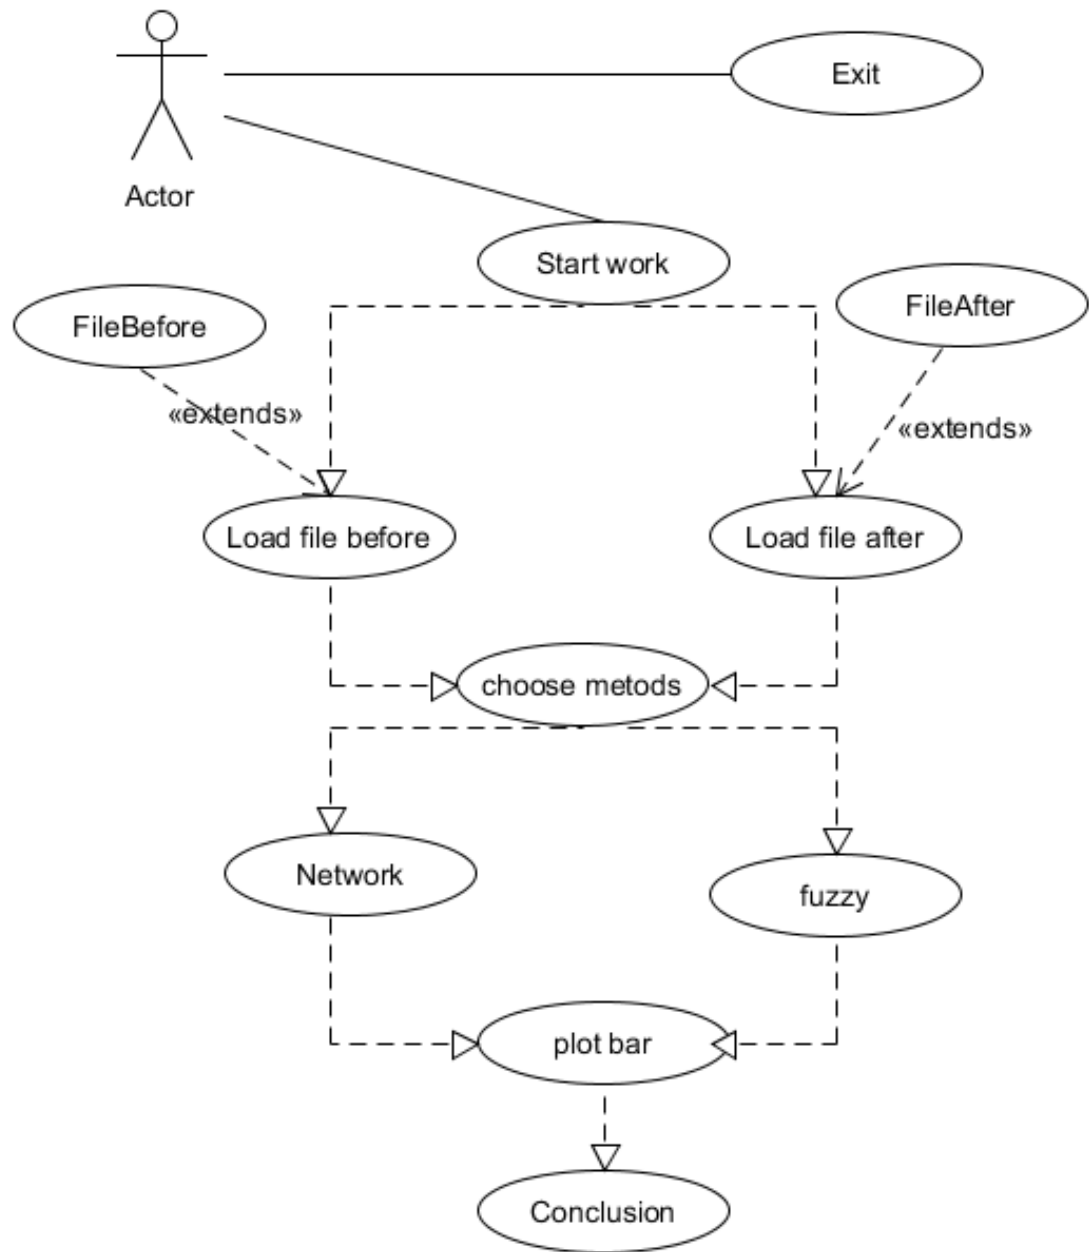 Exit
Actor
Start work
FileBefore
FileAfter
«extends»
«extends»
Load file before
Load file after
choose metods
Network
fuzzy
plot bar
Conclusion